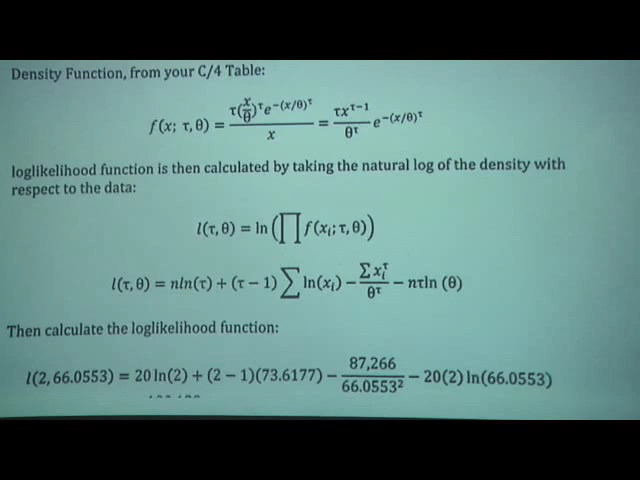 Density Function, from your C/4 Table:
f(x; τ, θ) = τ(x/θ)^τ e^−(x/θ)^τ / x = τx^τ−1 / θ^τ e^−(x/θ)^τ
loglikelihood function is then calculated by taking the natural log of the density with
respect to the data:
l(τ, θ) = ln(∏ f(xᵢ; τ, θ))
l(τ, θ) = nln(τ) + (τ − 1) ∑ ln(xᵢ) − ∑ xᵢ^τ / θ^τ − nτln (θ)
Then calculate the loglikelihood function:
l(2, 66.0553) = 20 ln(2) + (2 − 1)(73.6177) − 87,266 / 66.0553² − 20(2) ln(66.0553)